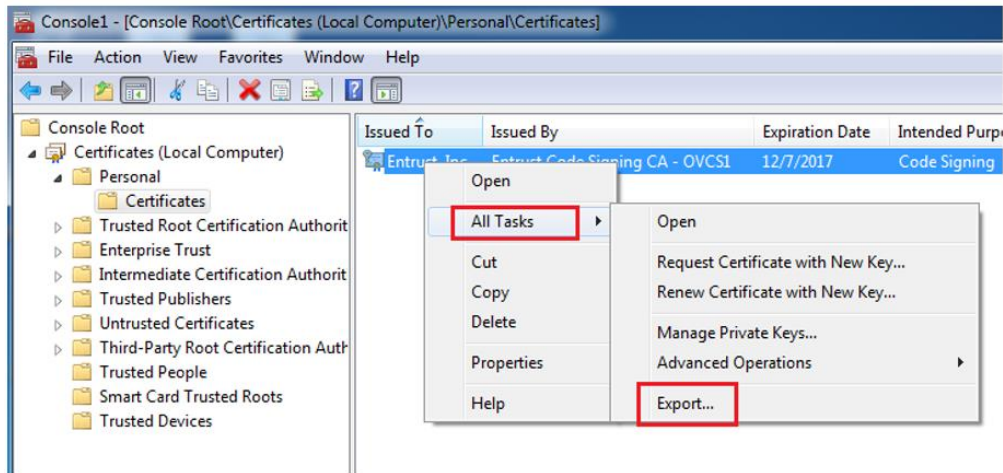 Console1 - [Console Root\Certificates (Local Computer)\Personal\Certificates]
File Action View Favorites Window Help
Console Root
Certificates (Local Computer)
Personal
Certificates
Trusted Root Certification Authorit
Enterprise Trust
Intermediate Certification Authorit
Trusted Publishers
Untrusted Certificates
Third-Party Root Certification Auth
Trusted People
Smart Card Trusted Roots
Trusted Devices
Issued To Issued By Expiration Date Intended Purp
Entrust, Inc. Entrust Code Signing CA - OVCS1 12/7/2017 Code Signing
Open
All Tasks
Cut
Copy
Delete
Properties
Help
Open
Request Certificate with New Key...
Renew Certificate with New Key...
Manage Private Keys...
Advanced Operations
Export...